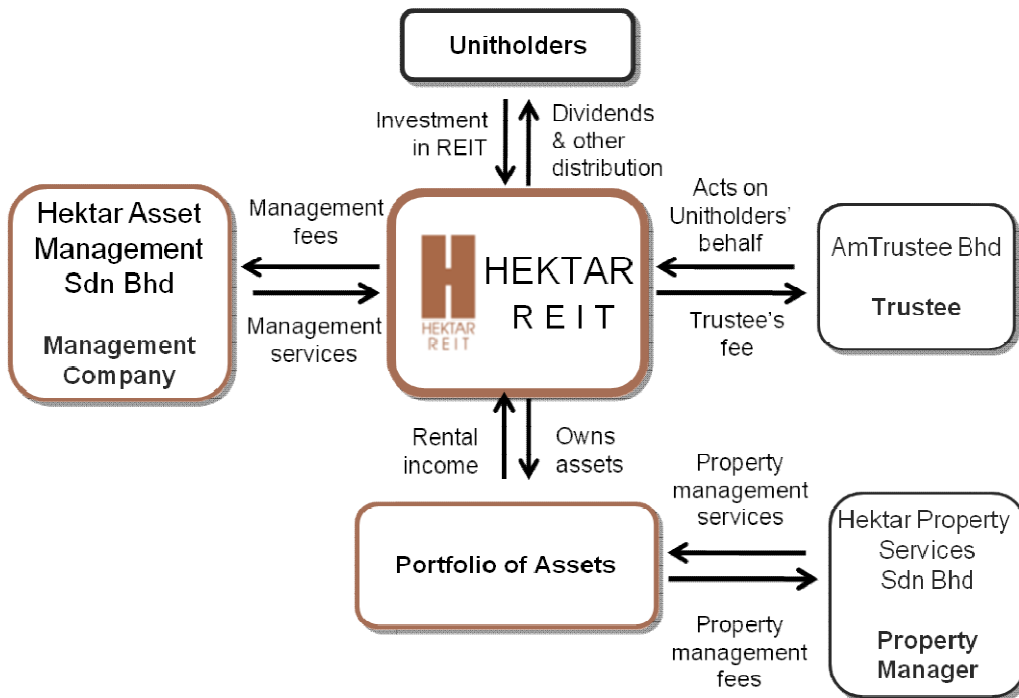 Unitholders
Investment
in REIT
Dividends
& other
distribution
Hektar Asset
Management
Sdn Bhd
Management
Company
Management
fees
Management
services
HEKTAR
REIT
HEKTAR
REIT
Acts on
Unitholders'
behalf
Trustee's
fee
AmTrustee Bhd
Trustee
Rental
income
Owns
assets
Portfolio of Assets
Property
management
services
Property
management
fees
Hektar Property
Services
Sdn Bhd
Property
Manager